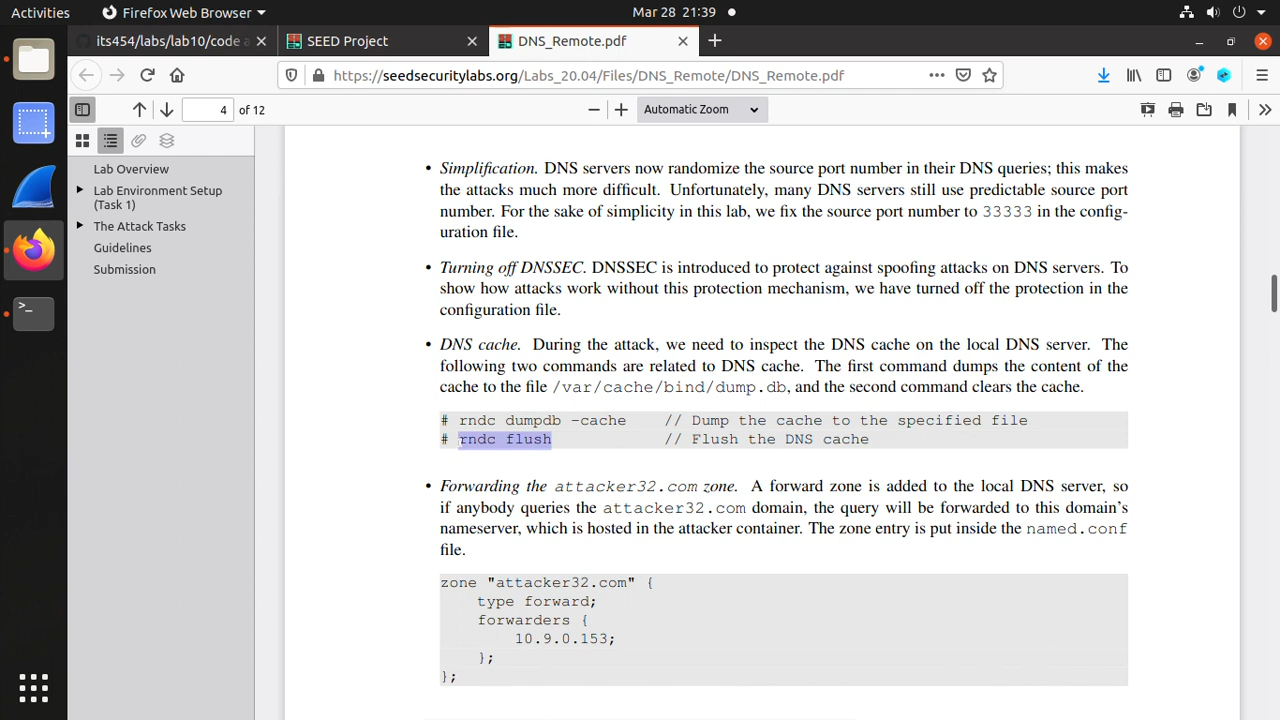 Activities
Firefox Web Browser
Mar 28 21:39
its454/labs/lab10/code a
SEED Project
DNS_Remote.pdf
https://seedsecuritylabs.org/Labs_20.04/Files/DNS_Remote/DNS_Remote.pdf
4 of 12
Automatic Zoom
Lab Overview
Lab Environment Setup
(Task 1)
The Attack Tasks
Guidelines
Submission
• Simplification. DNS servers now randomize the source port number in their DNS queries; this makes
the attacks much more difficult. Unfortunately, many DNS servers still use predictable source port
number. For the sake of simplicity in this lab, we fix the source port number to 33333 in the config-
uration file.
• Turning off DNSSEC. DNSSEC is introduced to protect against spoofing attacks on DNS servers. To
show how attacks work without this protection mechanism, we have turned off the protection in the
configuration file.
• DNS cache. During the attack, we need to inspect the DNS cache on the local DNS server. The
following two commands are related to DNS cache. The first command dumps the content of the
cache to the file /var/cache/bind/dump.db, and the second command clears the cache.
# rndc dumpdb -cache // Dump the cache to the specified file
# rndc flush // Flush the DNS cache
• Forwarding the attacker32.com zone. A forward zone is added to the local DNS server, so
if anybody queries the attacker32.com domain, the query will be forwarded to this domain's
nameserver, which is hosted in the attacker container. The zone entry is put inside the named.conf
file.
zone "attacker32.com" {
type forward;
forwarders {
10.9.0.153;
};
};